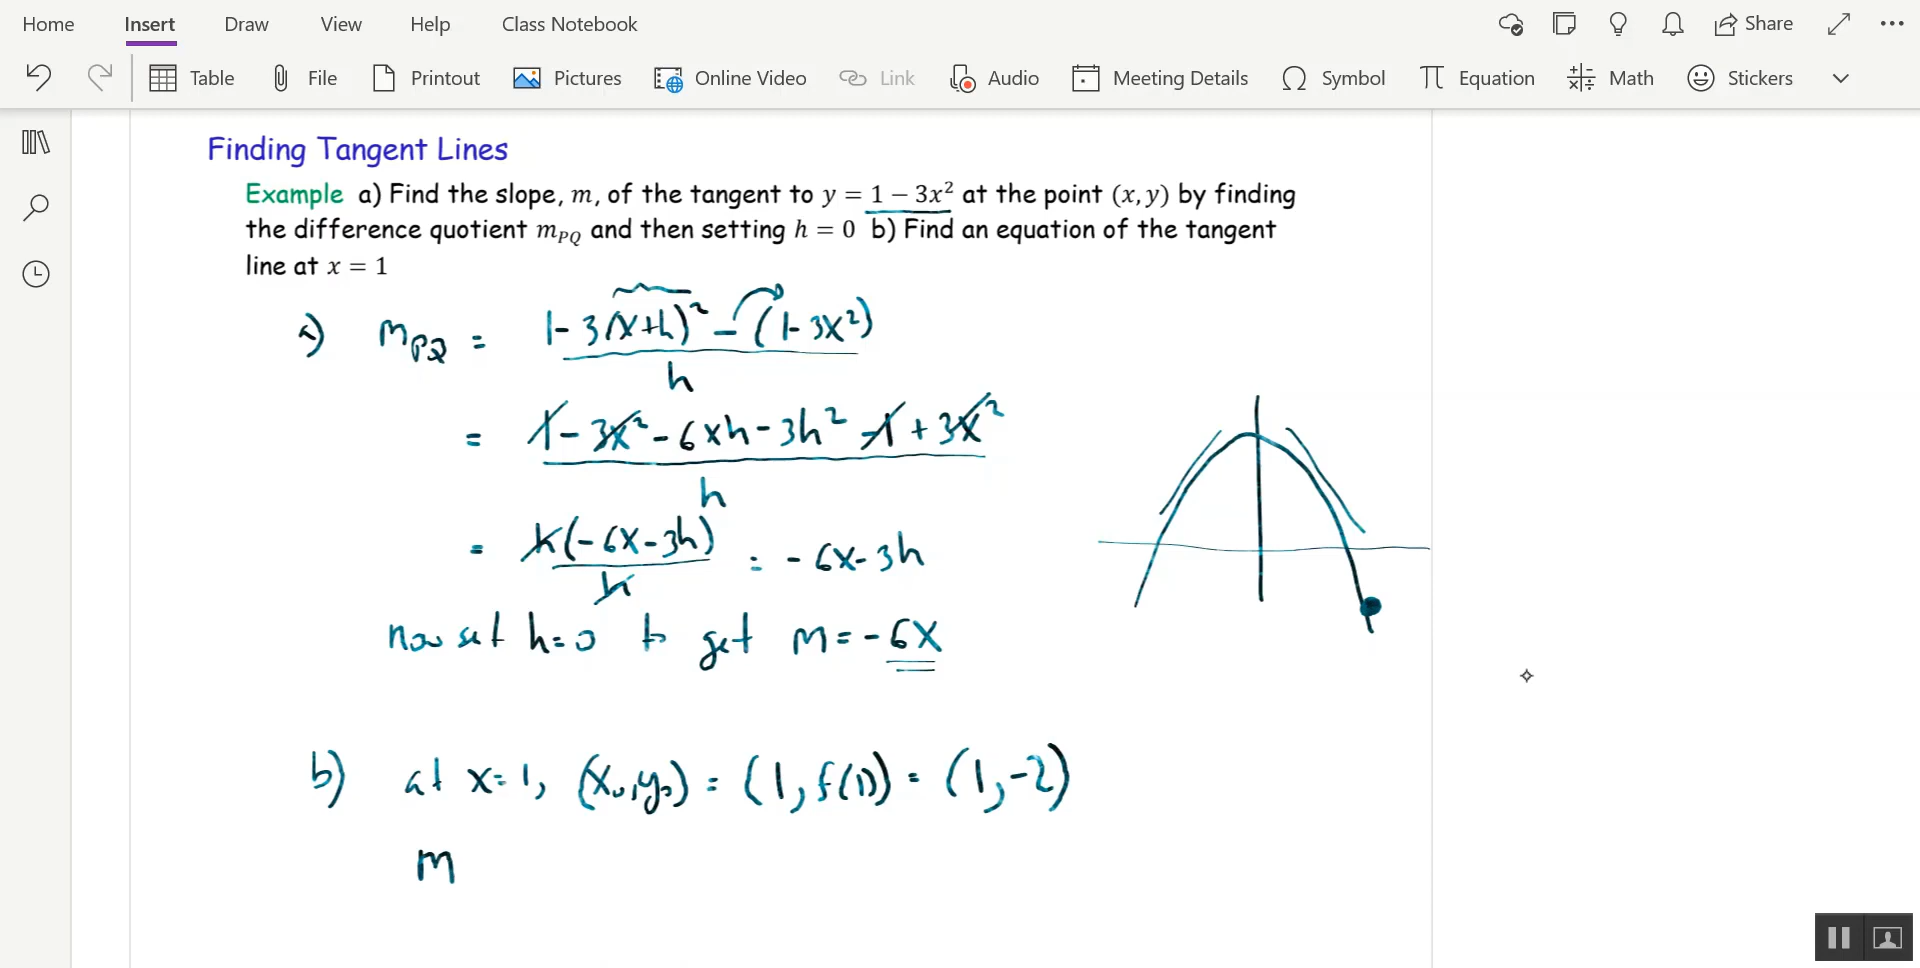 Home Insert Draw View Help Class Notebook Share
Table File Printout Pictures Online Video Link Audio Meeting Details Symbol Equation Math Stickers
Finding Tangent Lines
Example a) Find the slope, m, of the tangent to y = 1 − 3x² at the point (x, y) by finding
the difference quotient m_PQ and then setting h = 0 b) Find an equation of the tangent
line at x = 1
a) m_PQ = (1 - 3(x+h)² - (1 - 3x²)) / h
= (1 - 3x² - 6xh - 3h² - 1 + 3x²) / h
= h(-6x - 3h) / h = -6x - 3h
now set h=0 to get m = -6x
b) at x=1, (x₀, y₀) = (1, f(1)) = (1, -2)
m